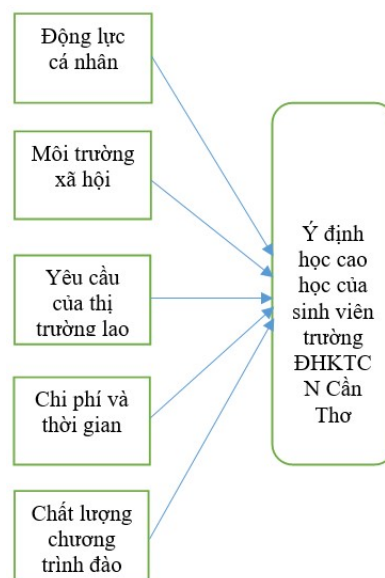 Động lực
cá nhân
Môi trường
xã hội
Yêu cầu
của thị
trường lao
Chi phí và
thời gian
Chất lượng
chương
trình đào
Ý định
học cao
học của
sinh viên
trường
ĐHKTC
N Cần
Thơ